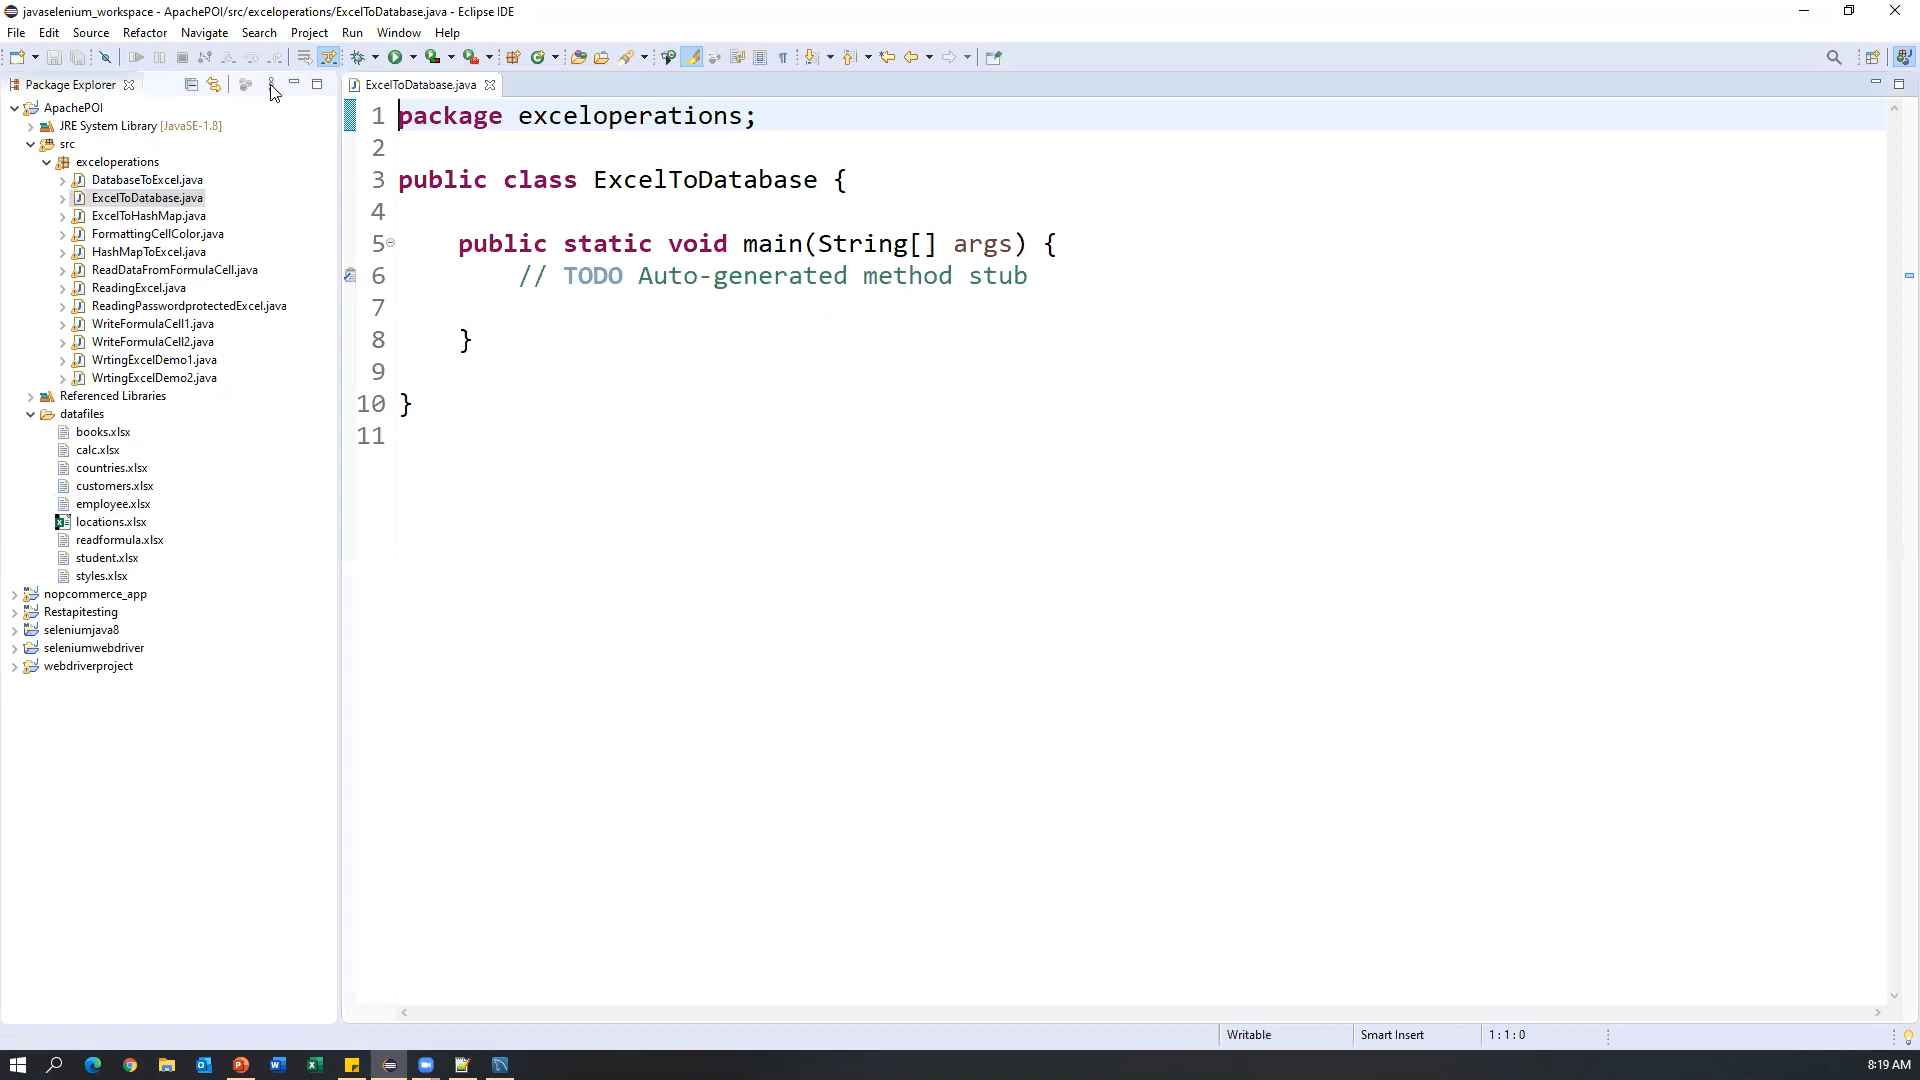 javaselenium_workspace - ApachePOI/src/exceloperations/ExcelToDatabase.java - Eclipse IDE
File Edit Source Refactor Navigate Search Project Run Window Help
Package Explorer
ExcelToDatabase.java
ApachePOI
JRE System Library [JavaSE-1.8]
src
exceloperations
DatabaseToExcel.java
ExcelToDatabase.java
ExcelToHashMap.java
FormattingCellColor.java
HashMapToExcel.java
ReadDataFromFormulaCell.java
ReadingExcel.java
ReadingPasswordprotectedExcel.java
WriteFormulaCell1.java
WriteFormulaCell2.java
WrtingExcelDemo1.java
WrtingExcelDemo2.java
Referenced Libraries
datafiles
books.xlsx
calc.xlsx
countries.xlsx
customers.xlsx
employee.xlsx
locations.xlsx
readformula.xlsx
student.xlsx
styles.xlsx
nopcommerce_app
Restapitesting
seleniumjava8
seleniumwebdriver
webdriverproject
1 package exceloperations;
2
3 public class ExcelToDatabase {
4
5 public static void main(String[] args) {
6 // TODO Auto-generated method stub
7
8 }
9
10 }
11
Writable Smart Insert 1 : 1 : 0
8:19 AM